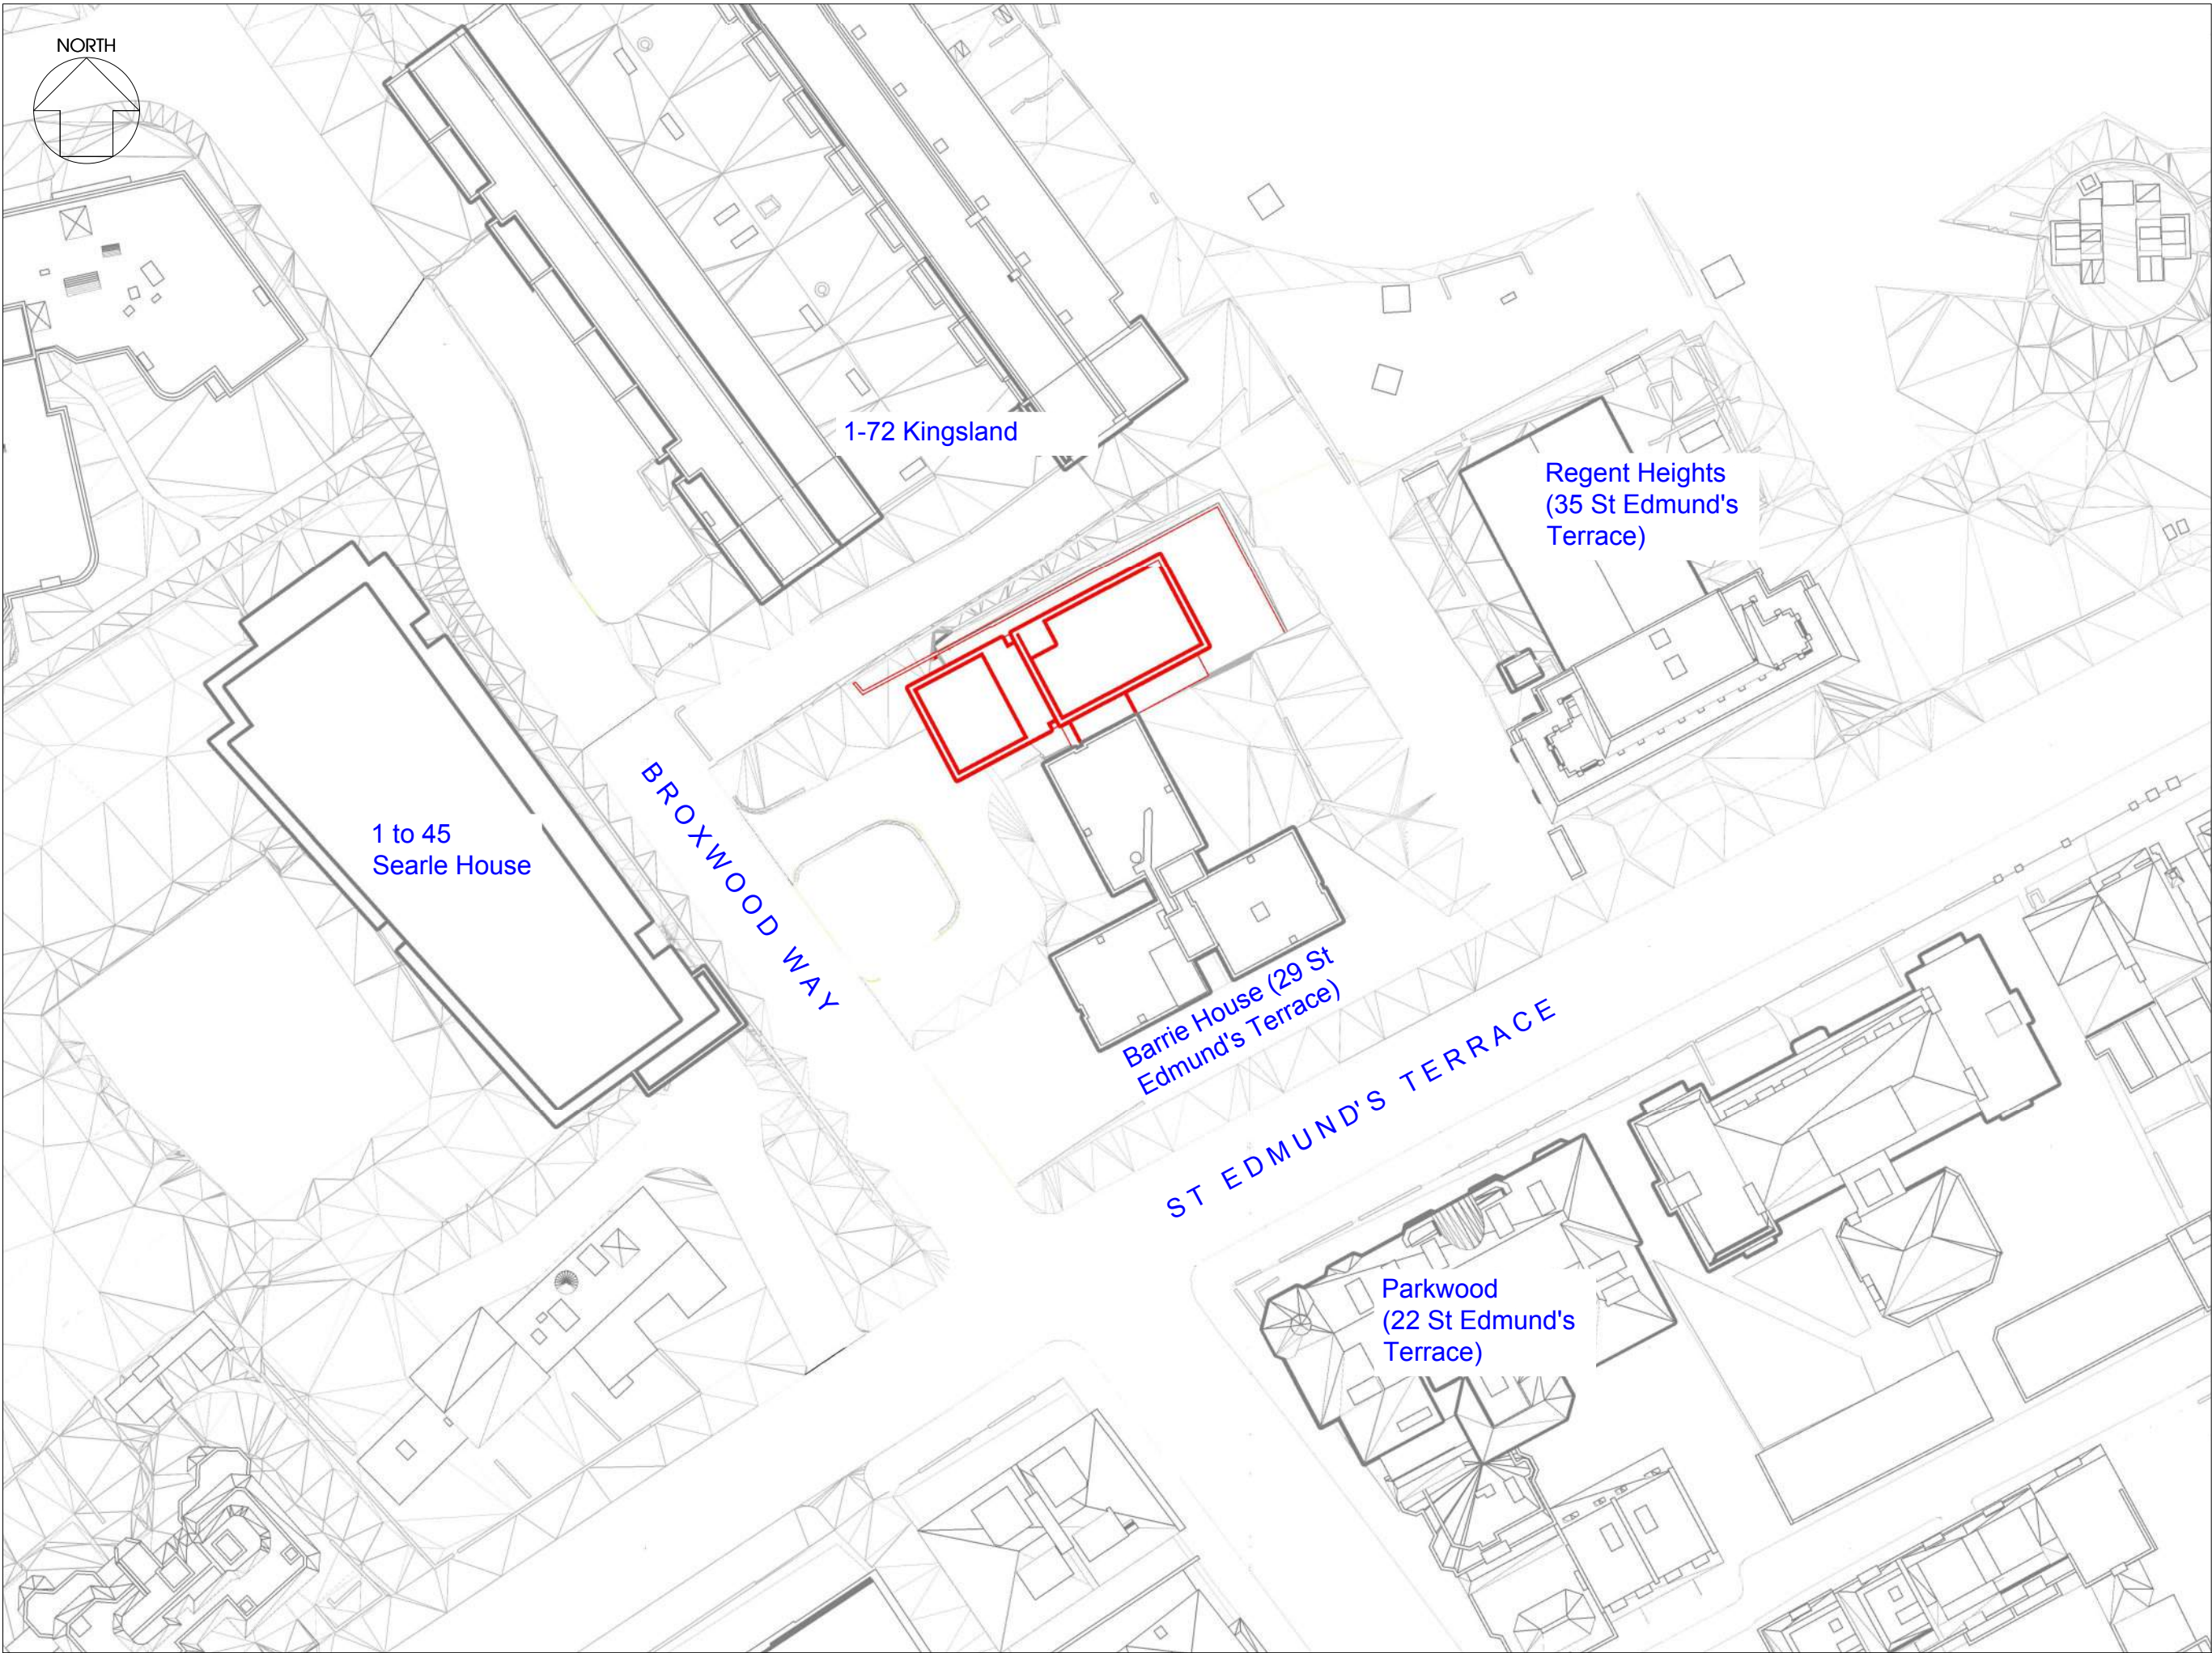 NORTH
1-72 Kingsland
Regent Heights
(35 St Edmund's
Terrace)
1 to 45
Searle House
BROXWOOD WAY
Barrie House (29 St
Edmund's Terrace)
ST EDMUND'S TERRACE
Parkwood
(22 St Edmund's
Terrace)